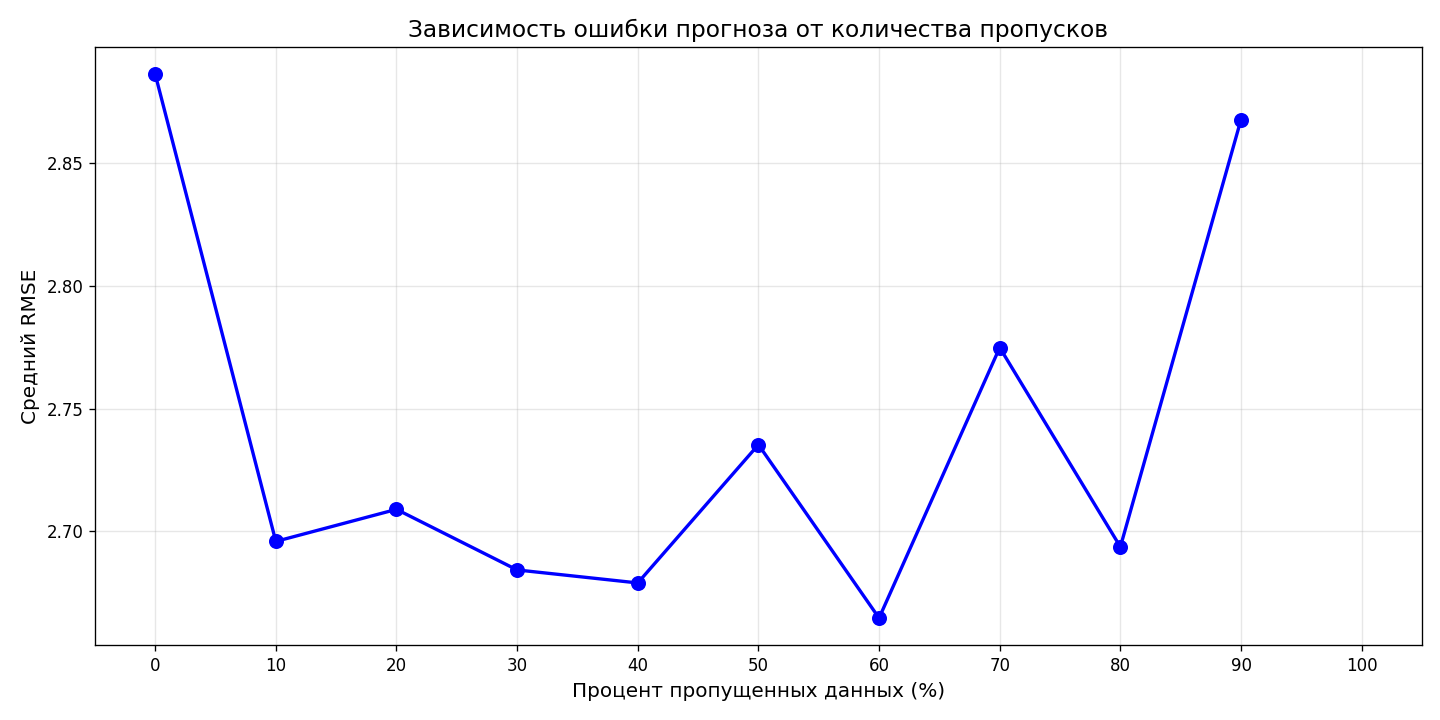 Зависимость ошибки прогноза от количества пропусков
Средний RMSE
2.85
2.80
2.75
2.70
0 10 20 30 40 50 60 70 80 90 100
Процент пропущенных данных (%)